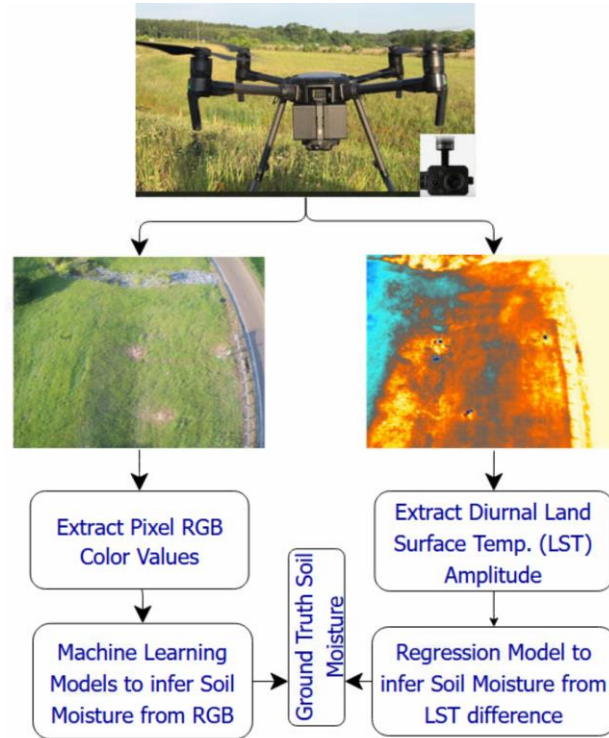 Extract Pixel RGB
Color Values
Extract Diurnal Land
Surface Temp. (LST)
Amplitude
Machine Learning
Models to infer Soil
Moisture from RGB
Ground Truth Soil
Moisture
Regression Model to
infer Soil Moisture from
LST difference